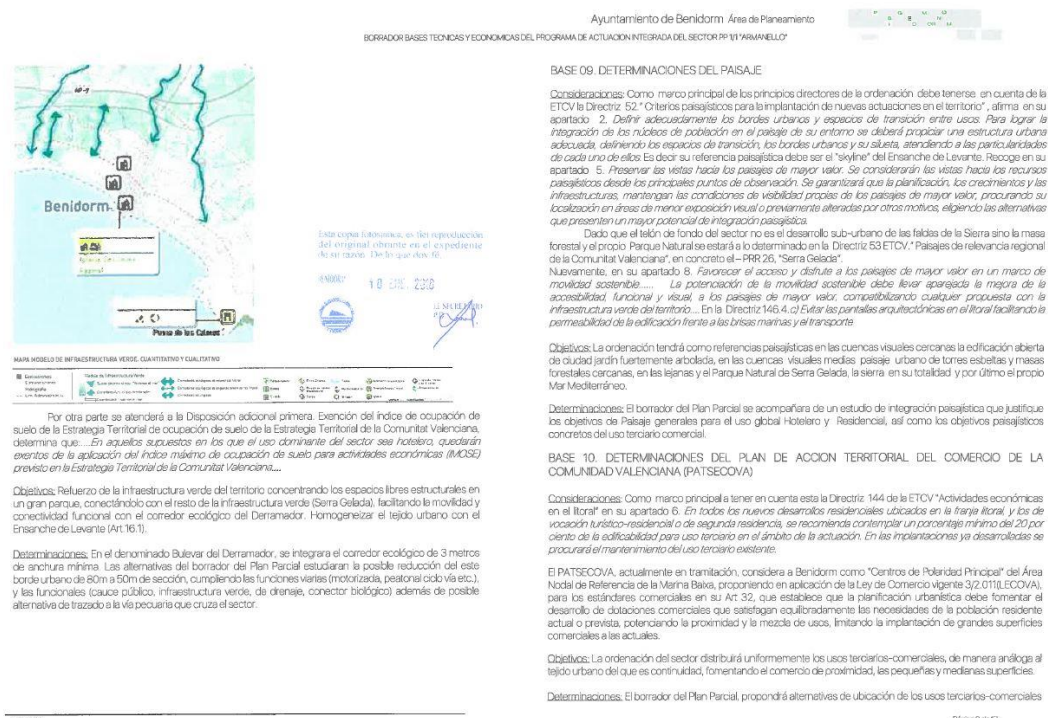 Ayuntamiento de Benidorm Área de Planeamiento
BORRADOR BASES TECNICAS Y ECONOMICAS DEL PROGRAMA DE ACTUACION INTEGRADA DEL SECTOR PP 1/1 "ARMANELLO"
Benidorm
Esta copia fotostática, es fiel reproducción
del original obrante en el expediente
de su razón. De lo que doy fé.
MAPA MODELO DE INFRAESTRUCTURA VERDE. CUANTITATIVO Y CUALITATIVO
Por otra parte se atenderá a la Disposición adicional primera. Exención del índice de ocupación de
suelo de la Estrategia Territorial de ocupación de suelo de la Estrategia Territorial de la Comunitat Valenciana,
determina que:....En aquellos supuestos en los que el uso dominante del sector sea hotelero, quedarán
exentos de la aplicación del índice máximo de ocupación de suelo para actividades económicas (IMOSE)
previsto en la Estrategia Territorial de la Comunitat Valenciana....
Objetivos: Refuerzo de la infraestructura verde del territorio concentrando los espacios libres estructurales en
un gran parque, conectándolo con el resto de la infraestructura verde (Serra Gelada), facilitando la movilidad y
conectividad funcional con el corredor ecológico del Derramador. Homogeneizar el tejido urbano con el
Ensanche de Levante (Art 16.1).
Determinaciones: En el denominado Bulevar del Derramador, se integrara el corredor ecológico de 3 metros
de anchura mínima. Las alternativas del borrador del Plan Parcial estudiaran la posible reducción del este
borde urbano de 80m a 50m de sección, cumpliendo las funciones viarias (motorizada, peatonal ciclo vía etc.),
y las funcionales (cauce público, infraestructura verde, de drenaje, conector biológico) además de posible
alternativa de trazado a la vía pecuaria que cruza el sector.
BASE 09. DETERMINACIONES DEL PAISAJE
Consideraciones: Como marco principal de los principios directores de la ordenación debe tenerse en cuenta de la
ETCV la Directriz 52." Criterios paisajísticos para la implantación de nuevas actuaciones en el territorio" , afirma en su
apartado 2. Definir adecuadamente los bordes urbanos y espacios de transición entre usos. Para lograr la
integración de los núcleos de población en el paisaje de su entorno se deberá propiciar una estructura urbana
adecuada, definiendo los espacios de transición, los bordes urbanos y su silueta, atendiendo a las particularidades
de cada uno de ellos. Es decir su referencia paisajística debe ser el "skyline" del Ensanche de Levante. Recoge en su
apartado 5. Preservar las vistas hacia los paisajes de mayor valor. Se considerarán las vistas hacia los recursos
paisajísticos desde los principales puntos de observación. Se garantizará que la planificación, los crecimientos y las
infraestructuras, mantengan las condiciones de visibilidad propias de los paisajes de mayor valor, procurando su
localización en áreas de menor exposición visual o previamente alteradas por otros motivos, eligiendo las alternativas
que presenten un mayor potencial de integración paisajística.
Dado que el telón de fondo del sector no es el desarrollo sub-urbano de las faldas de la Sierra sino la masa
forestal y el propio Parque Natural se estará a lo determinado en la Directriz 53 ETCV." Paisajes de relevancia regional
de la Comunitat Valenciana", en concreto el – PRR 26, "Serra Gelada".
Nuevamente, en su apartado 8. Favorecer el acceso y disfrute a los paisajes de mayor valor en un marco de
movilidad sostenible..... La potenciación de la movilidad sostenible debe llevar aparejada la mejora de la
accesibilidad, funcional y visual, a los paisajes de mayor valor, compatibilizando cualquier propuesta con la
infraestructura verde del territorio.... En la Directriz 146.4. c) Evitar las pantallas arquitectónicas en el litoral facilitando la
permeabilidad de la edificación frente a las brisas marinas y el transporte
Objetivos: La ordenación tendrá como referencias paisajísticas en las cuencas visuales cercanas la edificación abierta
de ciudad jardín fuertemente arbolada, en las cuencas visuales medias paisaje urbano de torres esbeltas y masas
forestales cercanas, en las lejanas y el Parque Natural de Serra Gelada, la sierra en su totalidad y por último el propio
Mar Mediterráneo.
Determinaciones: El borrador del Plan Parcial se acompañara de un estudio de integración paisajística que justifique
los objetivos de Paisaje generales para el uso global Hotelero y Residencial, así como los objetivos paisajísticos
concretos del uso terciario comercial.
BASE 10. DETERMINACIONES DEL PLAN DE ACCION TERRITORIAL DEL COMERCIO DE LA
COMUNIDAD VALENCIANA (PATSECOVA)
Consideraciones: Como marco principal a tener en cuenta esta la Directriz 144 de la ETCV "Actividades económicas
en el litoral" en su apartado 6. En todos los nuevos desarrollos residenciales ubicados en la franja litoral, y los de
vocación turístico-residencial o de segunda residencia, se recomienda contemplar un porcentaje mínimo del 20 por
ciento de la edificabilidad para uso terciario en el ámbito de la actuación. En las implantaciones ya desarrolladas se
procurará el mantenimiento del uso terciario existente.
El PATSECOVA, actualmente en tramitación, considera a Benidorm como "Centros de Polaridad Principal" del Área
Nodal de Referencia de la Marina Baixa, proponiendo en aplicación de la Ley de Comercio vigente 3/2.011(LECOVA),
para los estándares comerciales en su Art 32, que establece que la planificación urbanística debe fomentar el
desarrollo de dotaciones comerciales que satisfagan equilibradamente las necesidades de la población residente
actual o prevista, potenciando la proximidad y la mezcla de usos, limitando la implantación de grandes superficies
comerciales a las actuales.
Objetivos: La ordenación del sector distribuirá uniformemente los usos terciarios-comerciales, de manera análoga al
tejido urbano del que es continuidad, fomentando el comercio de proximidad, las pequeñas y medianas superficies.
Determinaciones: El borrador del Plan Parcial, propondrá alternativas de ubicación de los usos terciarios-comerciales